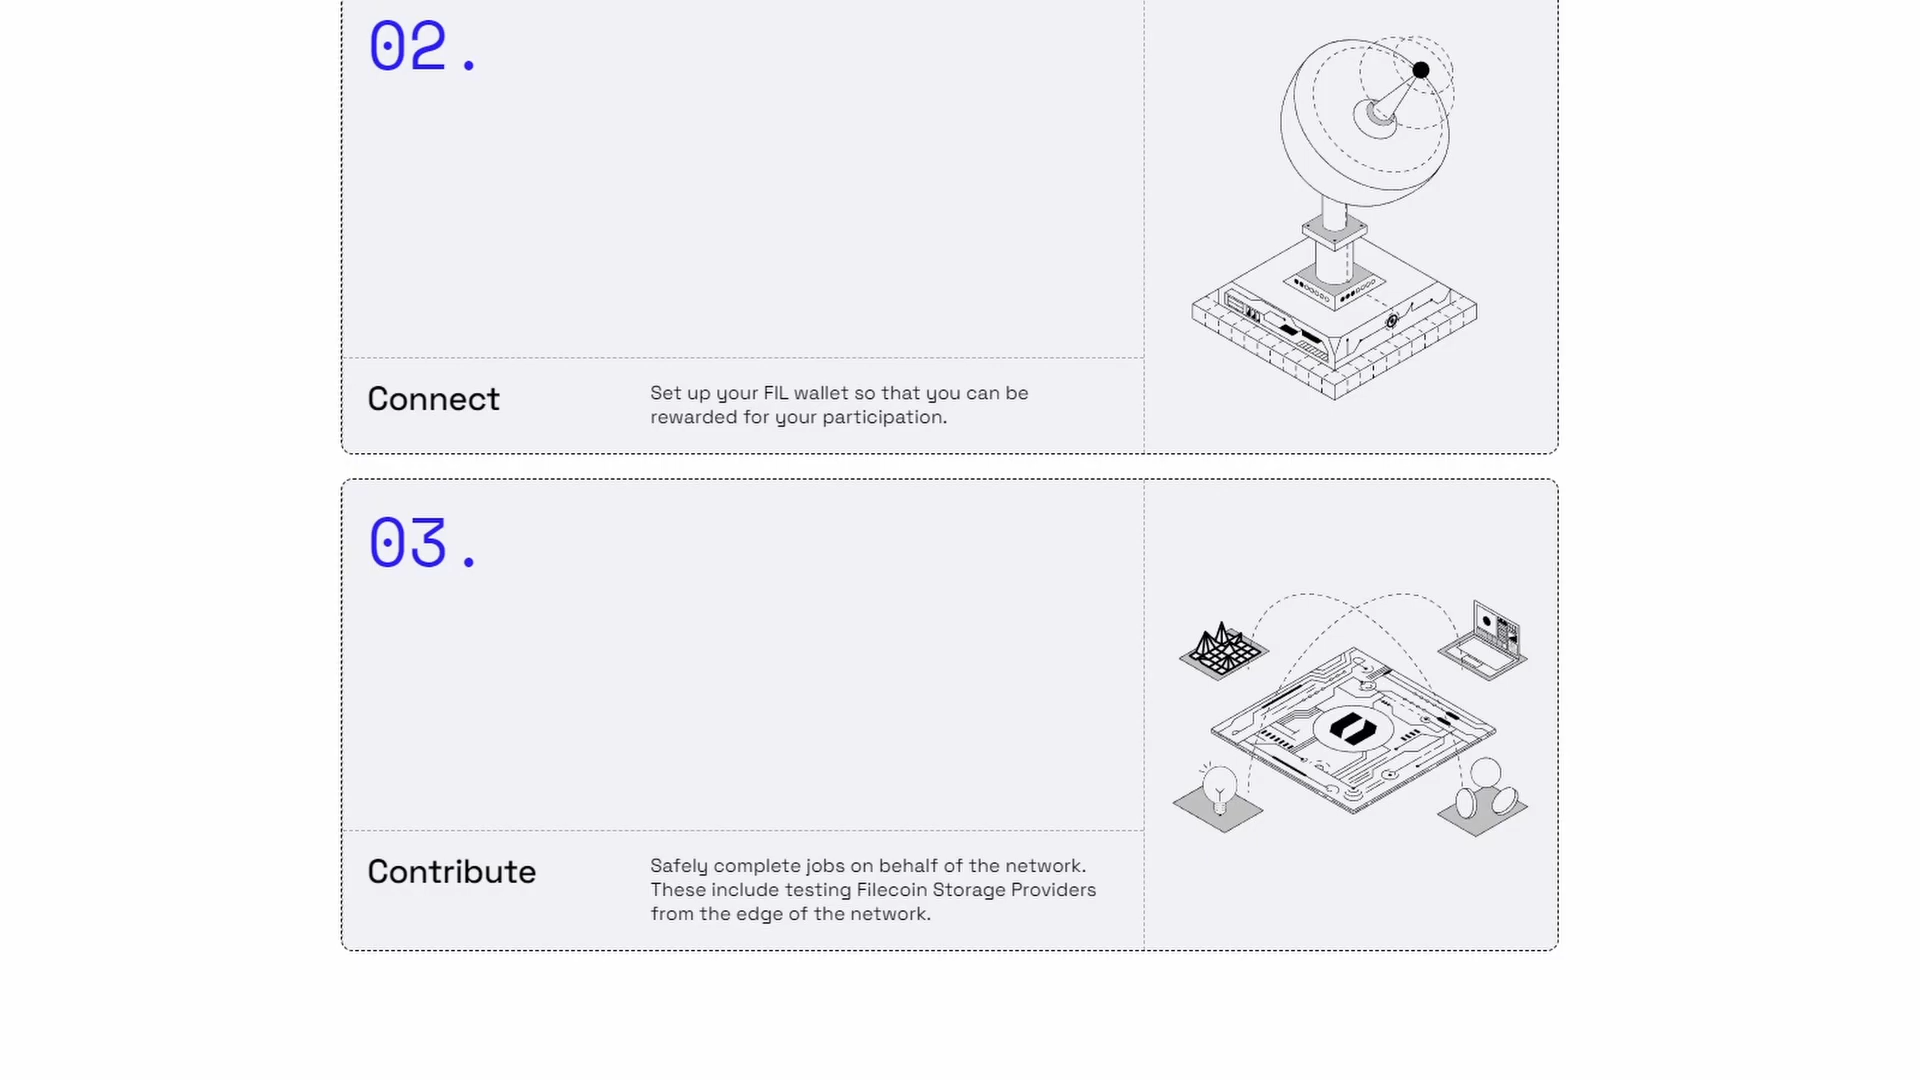 02.
Connect
Set up your FIL wallet so that you can be
rewarded for your participation.
03.
Contribute
Safely complete jobs on behalf of the network.
These include testing Filecoin Storage Providers
from the edge of the network.